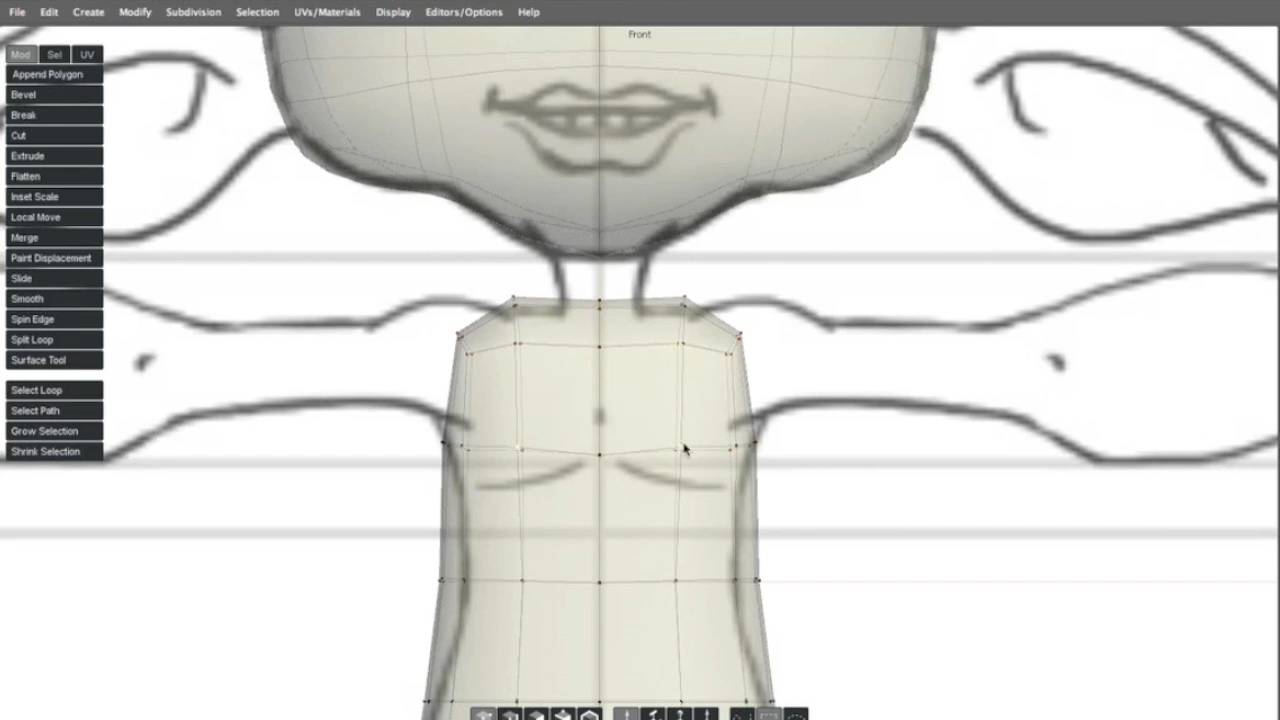 File Edit Create Modify Subdivision Selection UVs/Materials Display Editors/Options Help
Front
Mod Sel UV
Append Polygon
Bevel
Break
Cut
Extrude
Flatten
Inset Scale
Local Move
Merge
Paint Displacement
Slide
Smooth
Spin Edge
Split Loop
Surface Tool
Select Loop
Select Path
Grow Selection
Shrink Selection